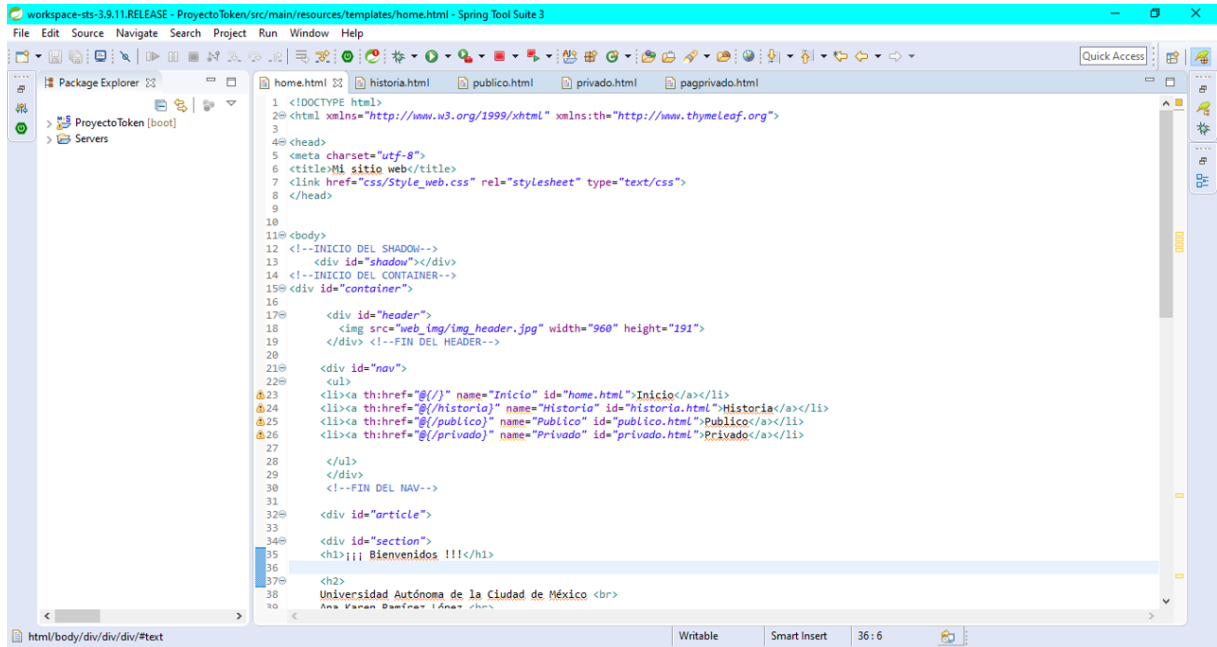 workspace-sts-3.9.11.RELEASE - ProyectoToken/src/main/resources/templates/home.html - Spring Tool Suite 3
File Edit Source Navigate Search Project Run Window Help
Quick Access
Package Explorer
ProyectoToken [boot]
Servers
home.html historia.html publico.html privado.html pagprivado.html
1 <!DOCTYPE html>
2 <html xmlns="http://www.w3.org/1999/xhtml" xmlns:th="http://www.thymeleaf.org">
3
4 <head>
5 <meta charset="utf-8">
6 <title>Mi sitio web</title>
7 <link href="css/Style_web.css" rel="stylesheet" type="text/css">
8 </head>
9
10
11 <body>
12 <!--INICIO DEL SHADOW-->
13 <div id="shadow"></div>
14 <!--INICIO DEL CONTAINER-->
15 <div id="container">
16
17 <div id="header">
18 <img src="web_img/img_header.jpg" width="960" height="191">
19 </div> <!--FIN DEL HEADER-->
20
21 <div id="nav">
22 <ul>
23 <li><a th:href="@{/}" name="Inicio" id="home.html">Inicio</a></li>
24 <li><a th:href="@{/historia}" name="Historia" id="historia.html">Historia</a></li>
25 <li><a th:href="@{/publico}" name="Publico" id="publico.html">Publico</a></li>
26 <li><a th:href="@{/privado}" name="Privado" id="privado.html">Privado</a></li>
27
28 </ul>
29 </div>
30 <!--FIN DEL NAV-->
31
32 <div id="article">
33
34 <div id="section">
35 <h1>¡¡¡ Bienvenidos !!!</h1>
36
37 <h2>
38 Universidad Autónoma de la Ciudad de México <br>
39 Ana Karen Ramírez López <br>
html/body/div/div/div/#text
Writable Smart Insert 36 : 6